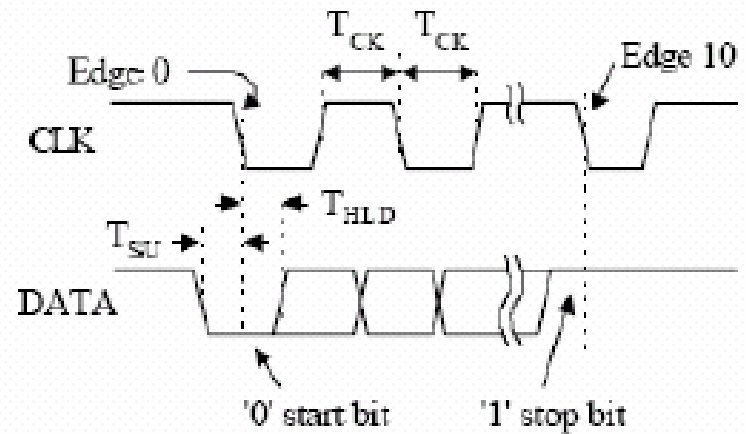 T_CK T_CK
Edge 0
Edge 10
CLK
T_HLD
T_SU
DATA
'0' start bit
'1' stop bit